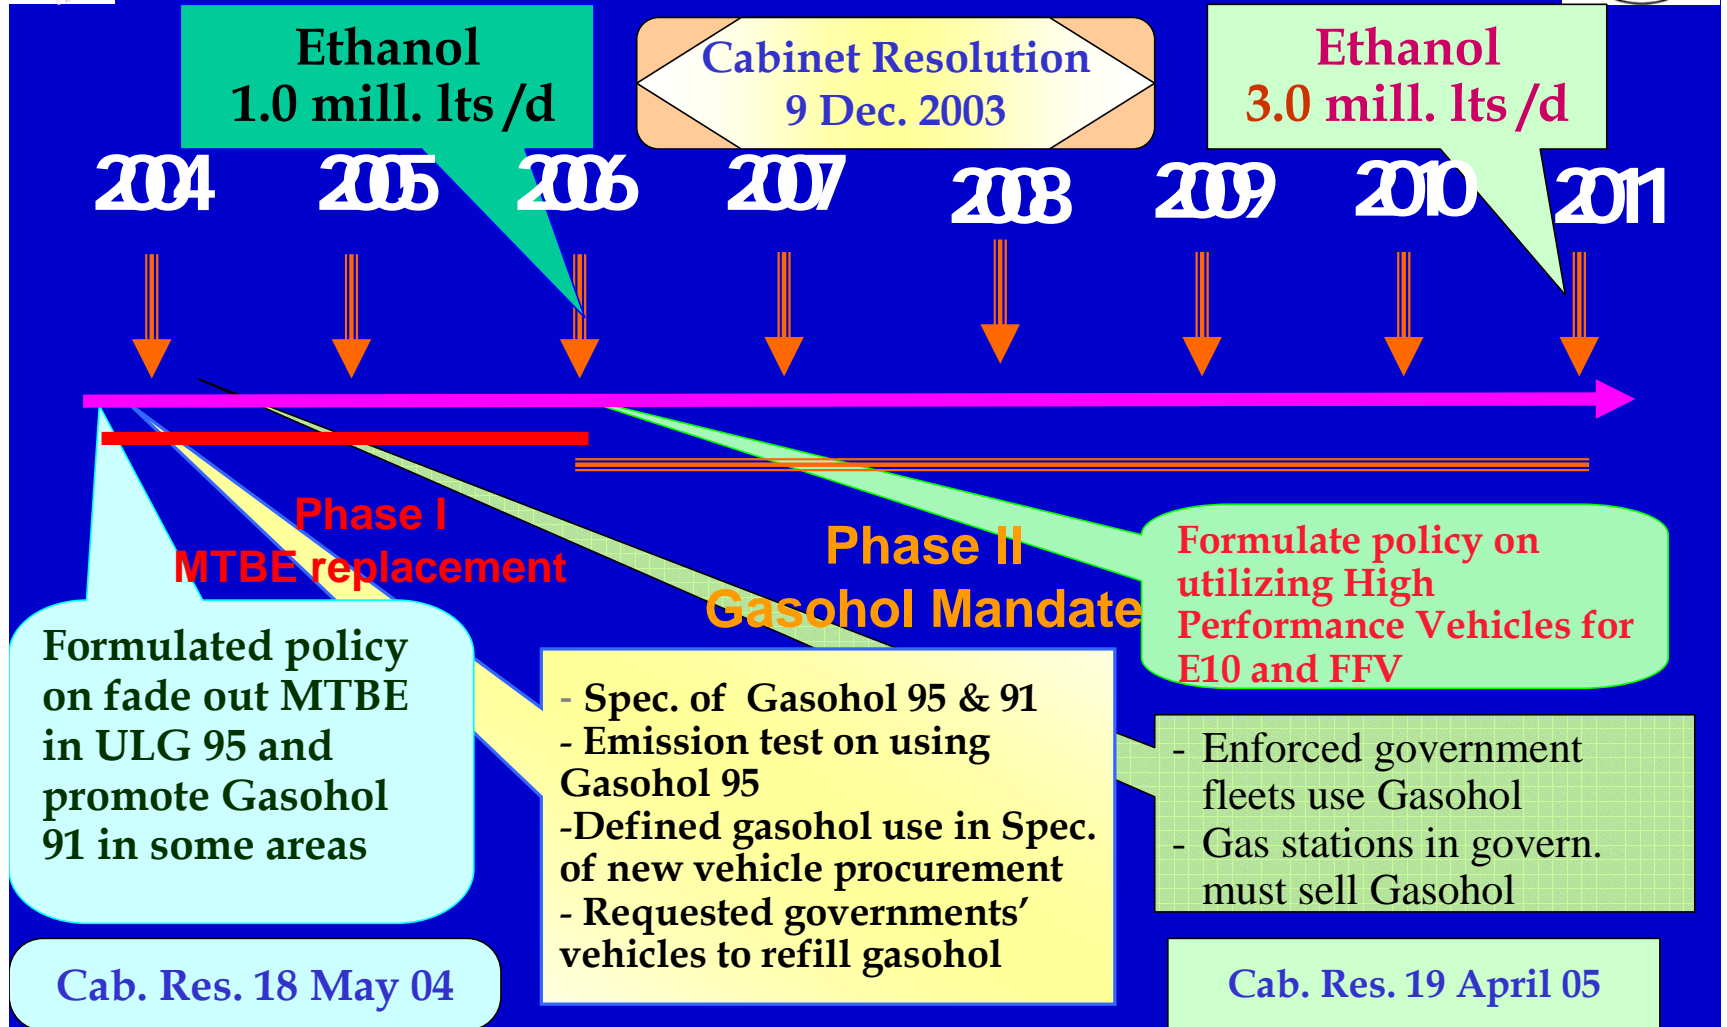 Ethanol
1.0 mill. lts /d
Cabinet Resolution
9 Dec. 2003
Ethanol
3.0 mill. lts /d
2004 2005 2006 2007 2008 2009 2010 2011
Phase I
MTBE replacement
Phase II
Gasohol Mandate
Formulate policy on
utilizing High
Performance Vehicles for
E10 and FFV
Formulated policy
on fade out MTBE
in ULG 95 and
promote Gasohol
91 in some areas
- Spec. of Gasohol 95 & 91
- Emission test on using
Gasohol 95
-Defined gasohol use in Spec.
of new vehicle procurement
- Requested governments’
vehicles to refill gasohol
- Enforced government
fleets use Gasohol
- Gas stations in govern.
must sell Gasohol
Cab. Res. 18 May 04
Cab. Res. 19 April 05